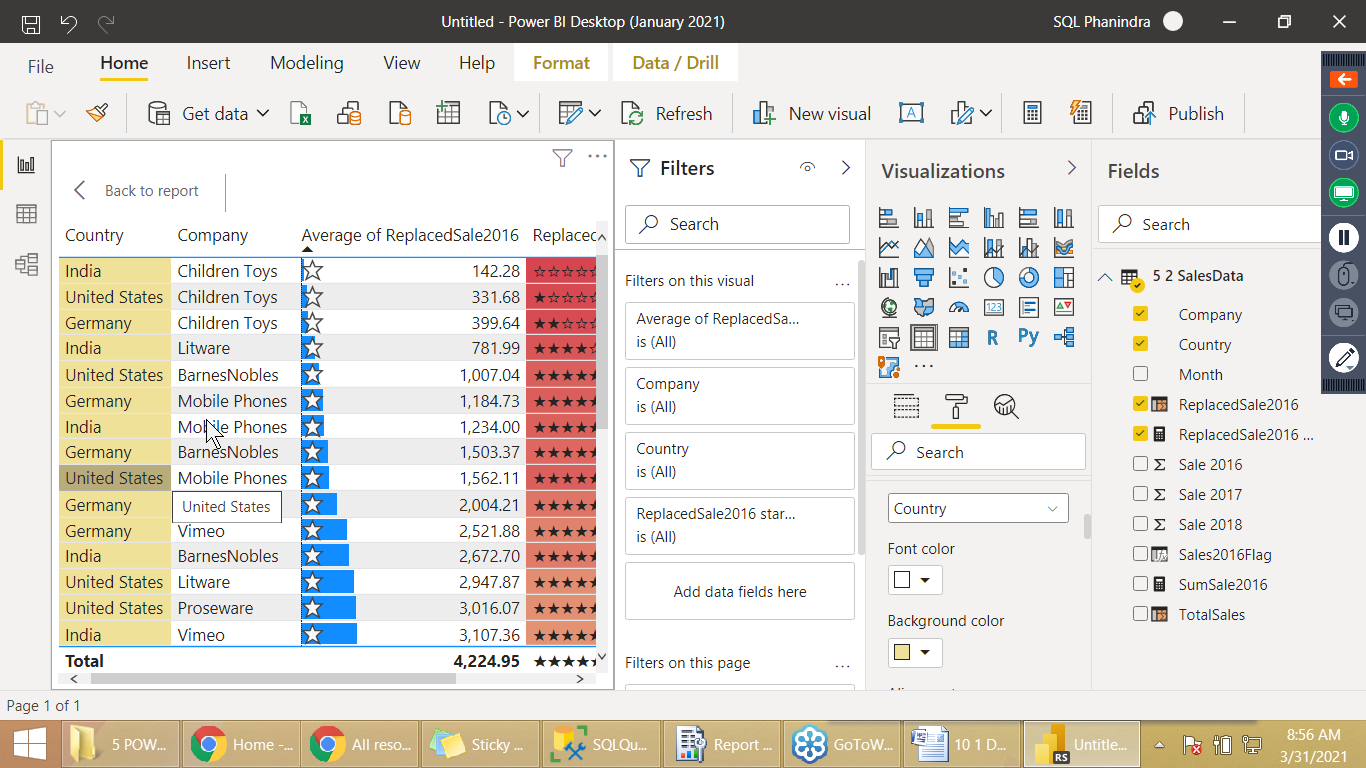 Untitled - Power BI Desktop (January 2021)
SQL Phanindra
File
Home
Insert
Modeling
View
Help
Format
Data / Drill
Get data
Refresh
New visual
Publish
Back to report
Country Company Average of ReplacedSale2016 Replacec
India Children Toys 142.28 ☆☆☆☆☆
United States Children Toys 331.68 ★☆☆☆☆
Germany Children Toys 399.64 ★★☆☆☆
India Litware 781.99 ★★★★☆
United States BarnesNobles 1,007.04 ★★★★★
Germany Mobile Phones 1,184.73 ★★★★★
India Mobile Phones 1,234.00 ★★★★★
Germany BarnesNobles 1,503.37 ★★★★★
United States Mobile Phones 1,562.11 ★★★★★
Germany 2,004.21 ★★★★★
United States
Germany Vimeo 2,521.88 ★★★★★
India BarnesNobles 2,672.70 ★★★★★
United States Litware 2,947.87 ★★★★★
United States Proseware 3,016.07 ★★★★★
India Vimeo 3,107.36 ★★★★★
Total 4,224.95 ★★★★★
Filters
Search
Filters on this visual ...
Average of ReplacedSa...
is (All)
Company
is (All)
Country
is (All)
ReplacedSale2016 star...
is (All)
Add data fields here
Filters on this page ...
Visualizations
123
R Py
...
Search
Country
Font color
Background color
Fields
Search
5 2 SalesData
Company
Country
Month
ReplacedSale2016
ReplacedSale2016 ...
Σ Sale 2016
Σ Sale 2017
Σ Sale 2018
Sales2016Flag
SumSale2016
TotalSales
Page 1 of 1
5 POW...
Home -...
All reso...
Sticky ...
SQLQu...
Report ...
GoToW...
10 1 D...
RS
Untitle...
8:56 AM
3/31/2021